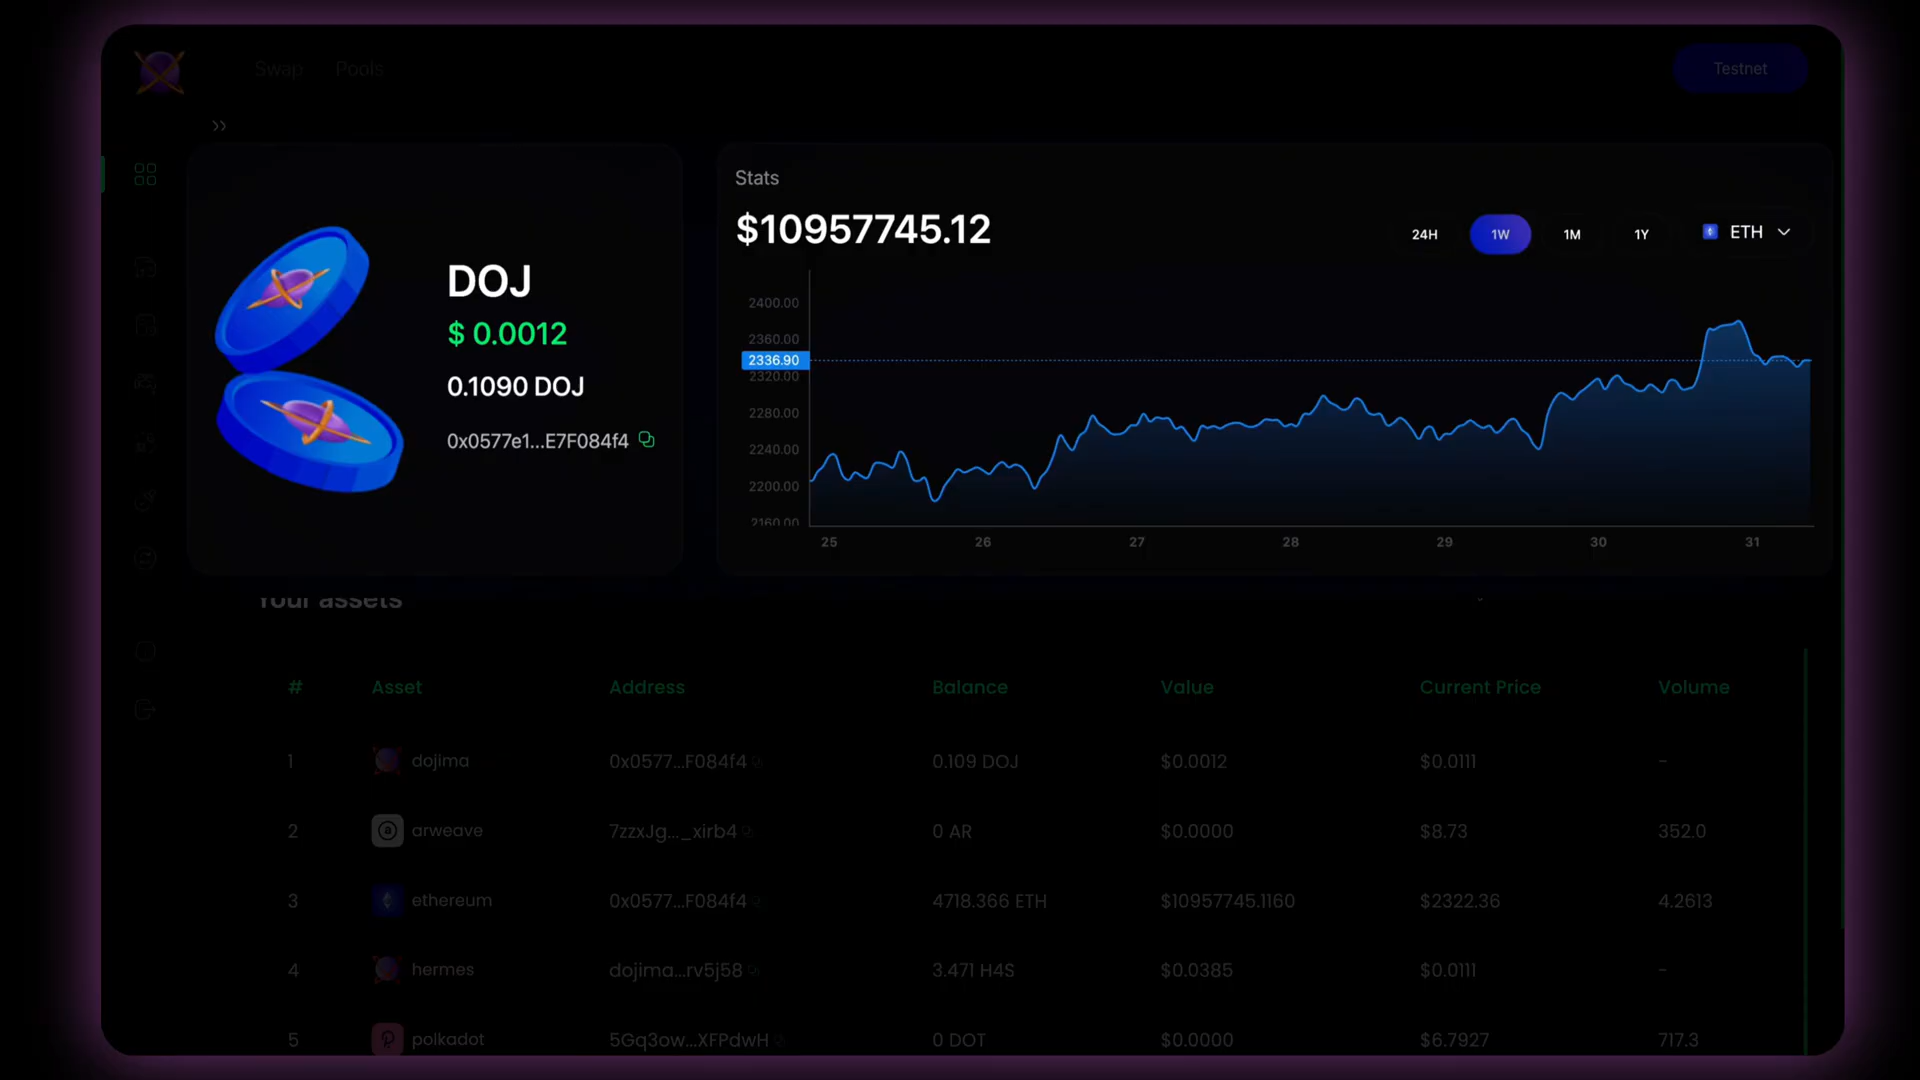 Swap Pools
Testnet
DOJ
$ 0.0012
0.1090 DOJ
0x0577e1...E7F084f4
Stats
$10957745.12
24H 1W 1M 1Y ETH
2400.00
2360.00
2336.90
2320.00
2280.00
2240.00
2200.00
2160.00
25 26 27 28 29 30 31
Your assets
# Asset Address Balance Value Current Price Volume
1 dojima 0x0577...F084f4 0.109 DOJ $0.0012 $0.0111 -
2 arweave 7zzxJg..._xirb4 0 AR $0.0000 $8.73 352.0
3 ethereum 0x0577...F084f4 4718.366 ETH $10957745.1160 $2322.36 4.2613
4 hermes dojima...rv5j58 3.471 H4S $0.0385 $0.0111 -
5 polkadot 5Gq3ow...XFPdwH 0 DOT $0.0000 $6.7927 717.3